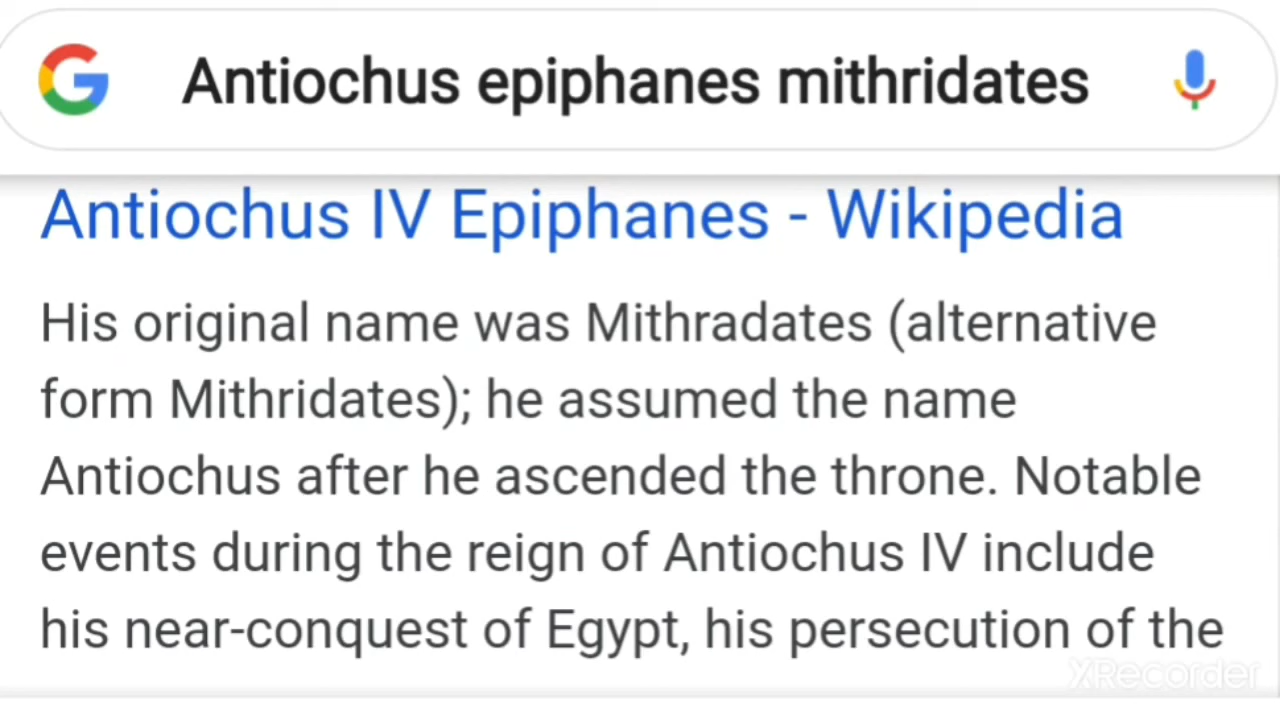 Antiochus epiphanes mithridates
Antiochus IV Epiphanes - Wikipedia
His original name was Mithradates (alternative
form Mithridates); he assumed the name
Antiochus after he ascended the throne. Notable
events during the reign of Antiochus IV include
his near-conquest of Egypt, his persecution of the
XRecorder